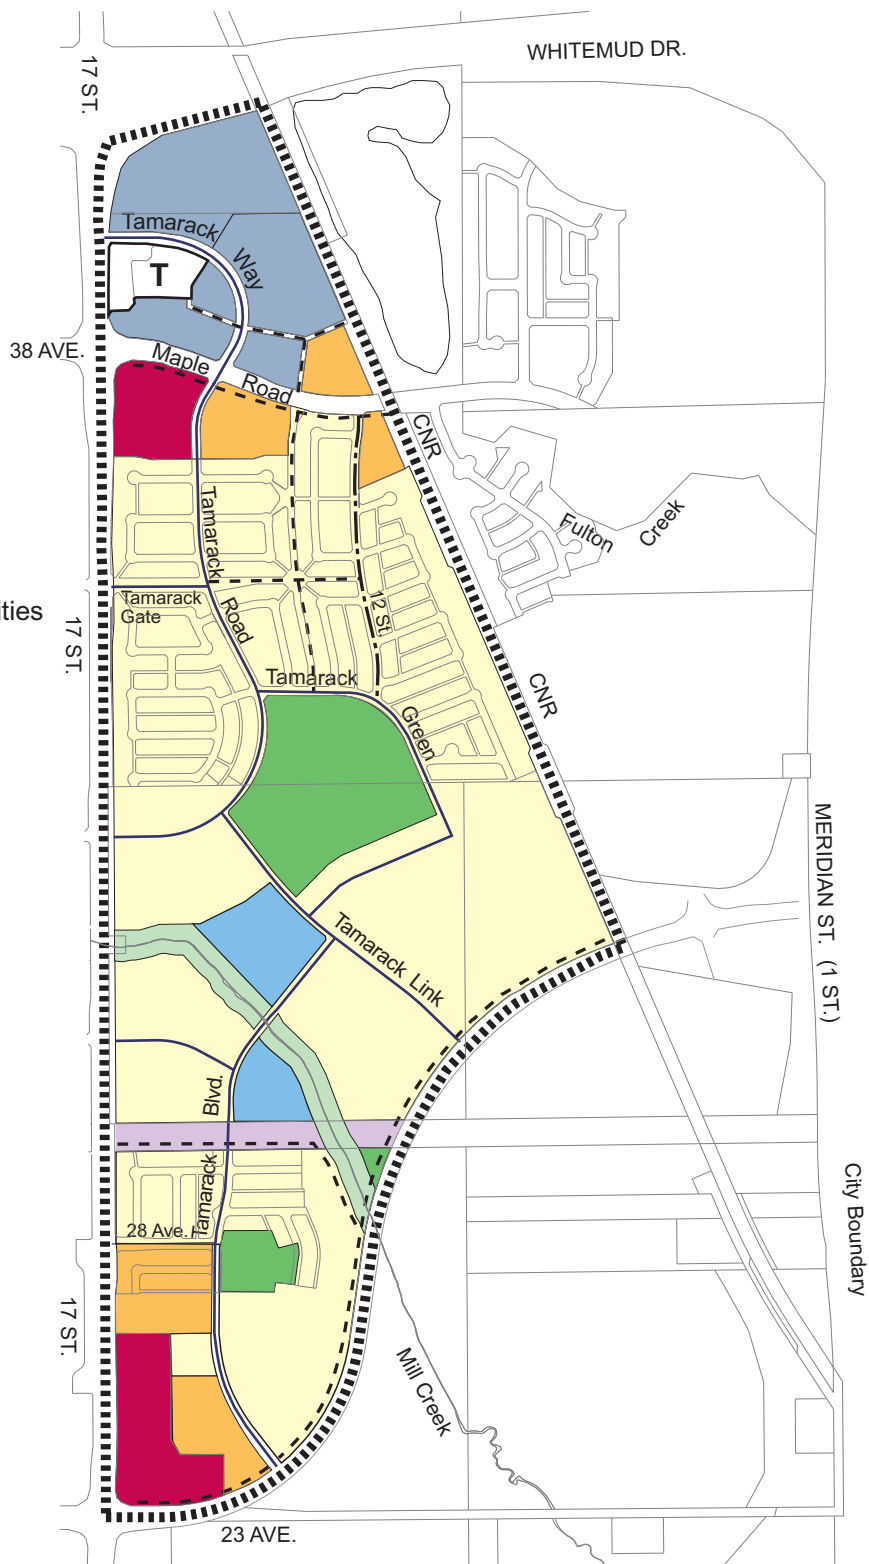 WHITEMUD DR.
17 ST.
Tamarack
Way
T
38 AVE.
Maple
Road
CNR
Tamarack
Fulton
Creek
ities
Tamarack
Gate
Road
12 St.
17 ST.
Tamarack
CNR
Green
MERIDIAN ST. (1 ST.)
Tamarack Link
Blvd.
Tamarack
City Boundary
28 Ave.
17 ST.
Mill Creek
23 AVE.